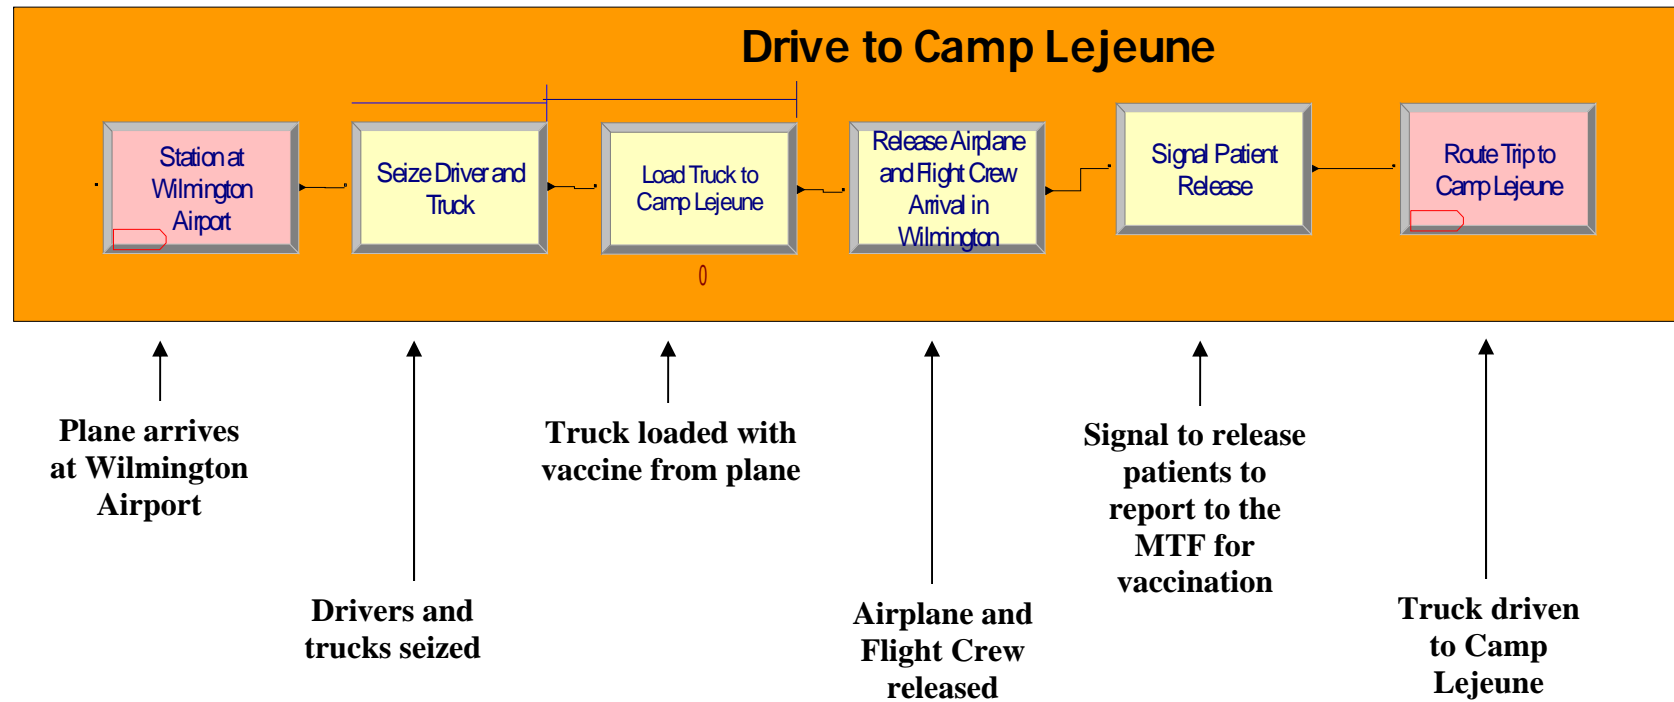 Drive to Camp Lejeune
Station at
Wilmington
Airport
Seize Driver and
Truck
Load Truck to
Camp Lejeune
0
Release Airplane
and Flight Crew
Arrival in
Wilmington
Signal Patient
Release
Route Trip to
Camp Lejeune
Plane arrives
at Wilmington
Airport
Drivers and
trucks seized
Truck loaded with
vaccine from plane
Airplane and
Flight Crew
released
Signal to release
patients to
report to the
MTF for
vaccination
Truck driven
to Camp
Lejeune